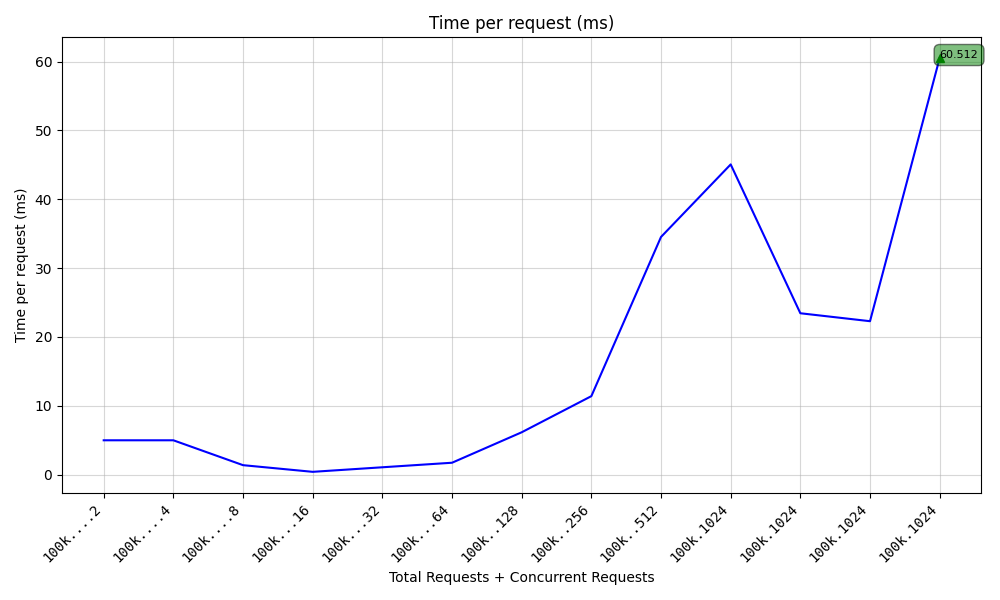 Time per request (ms)
60.512
Time per request (ms)
60
50
40
30
20
10
0
100k....2
100k....4
100k....8
100k...16
100k...32
100k...64
100k..128
100k..256
100k..512
100k.1024
100k.1024
100k.1024
100k.1024
Total Requests + Concurrent Requests